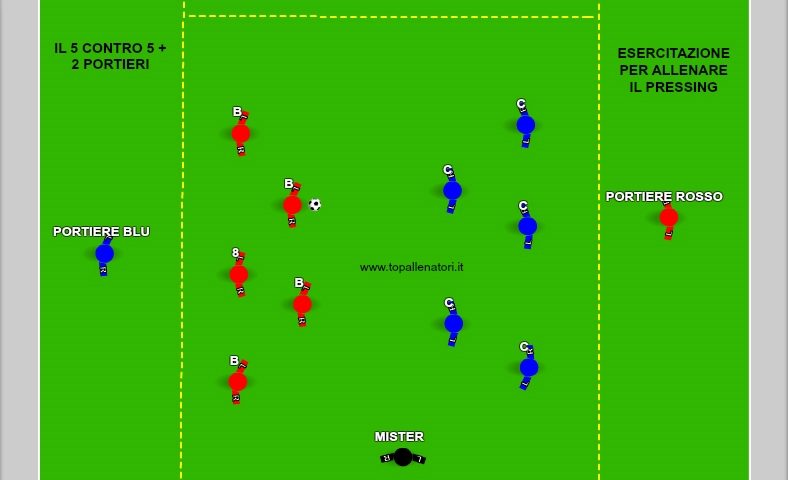 IL 5 CONTRO 5 +
2 PORTIERI
ESERCITAZIONE
PER ALLENARE
IL PRESSING
B
C
B
C
PORTIERE ROSSO
C
PORTIERE BLU
8
www.topallenatori.it
B
C
C
B
MISTER